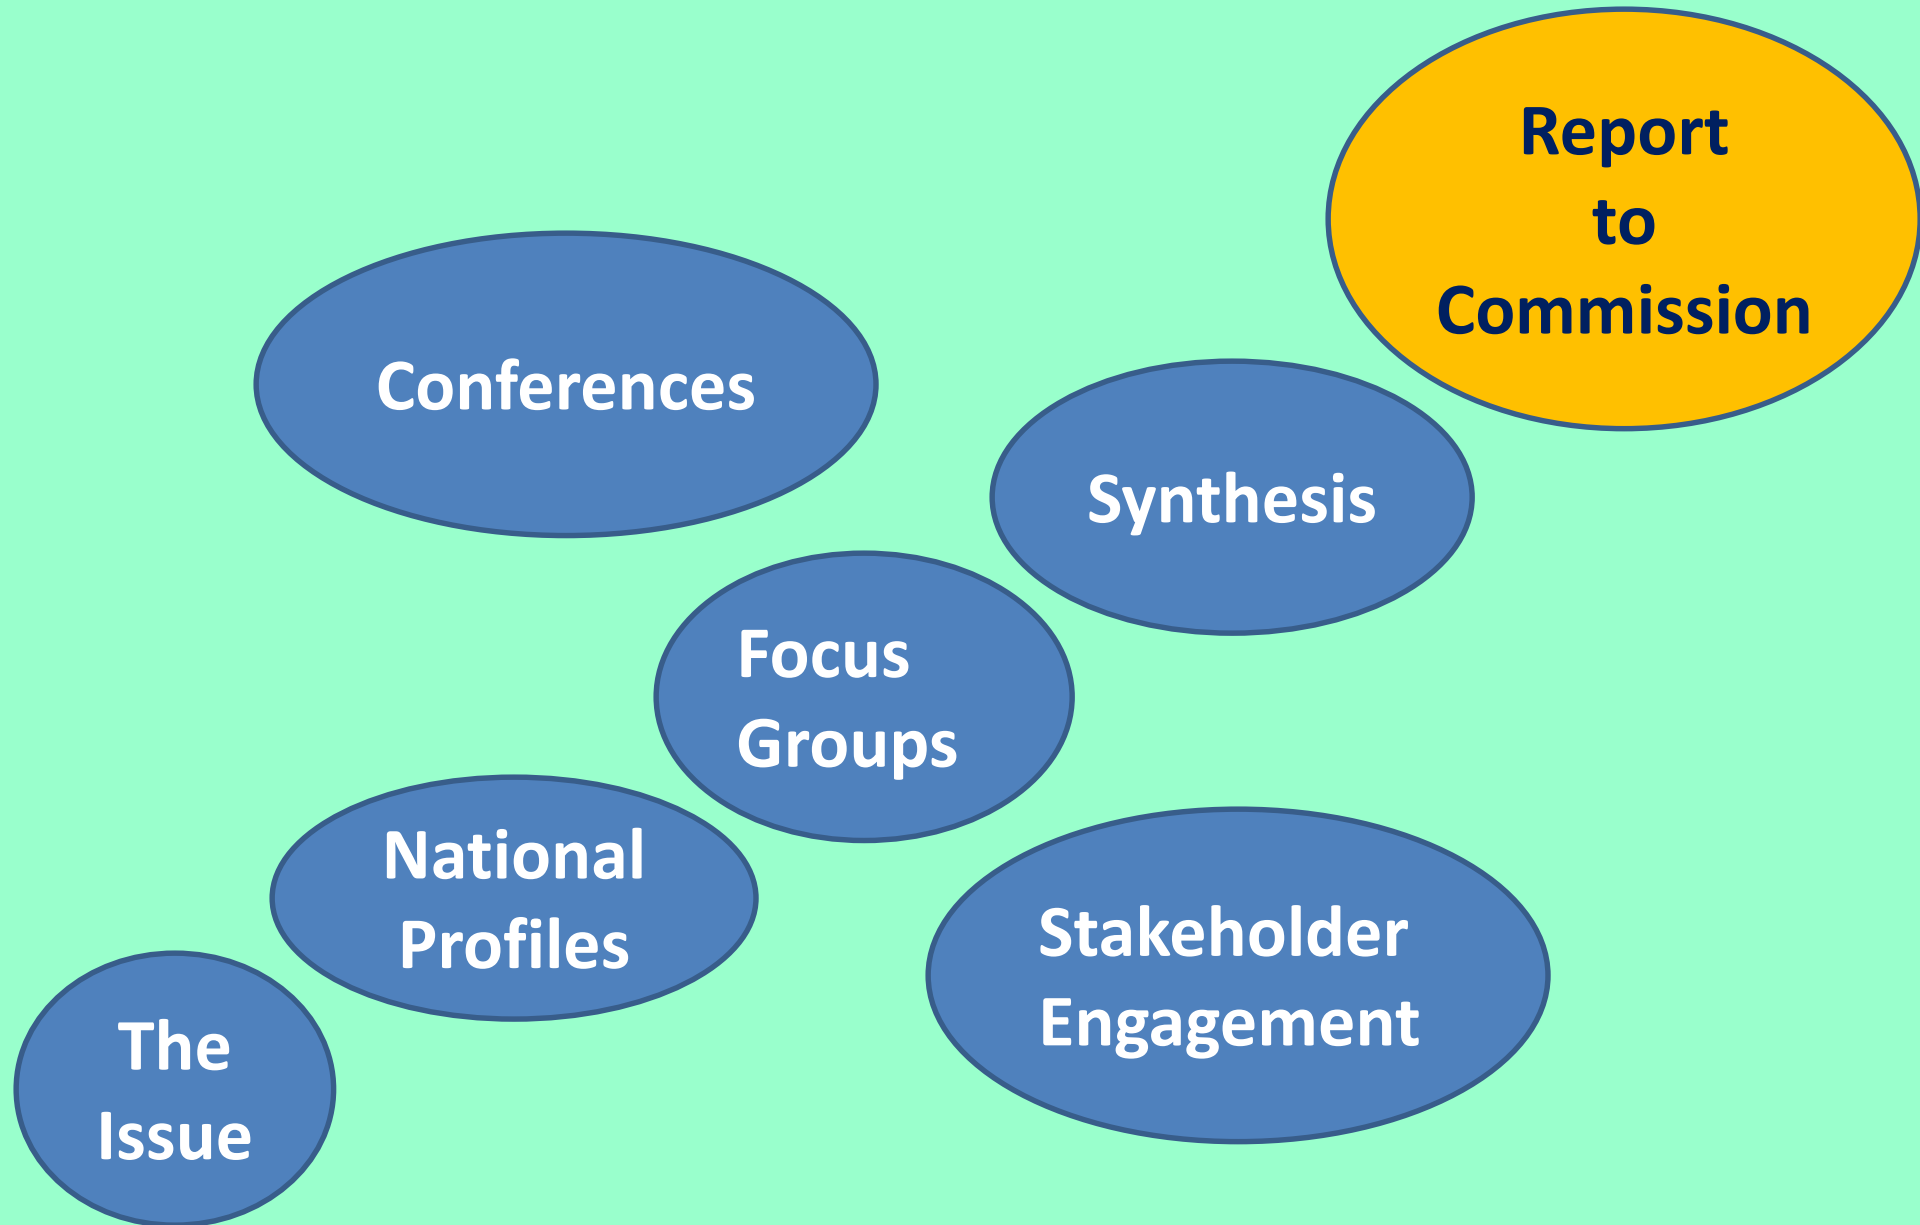 Report
to
Commission
Conferences
Synthesis
Focus
Groups
National
Profiles
Stakeholder
Engagement
The
Issue